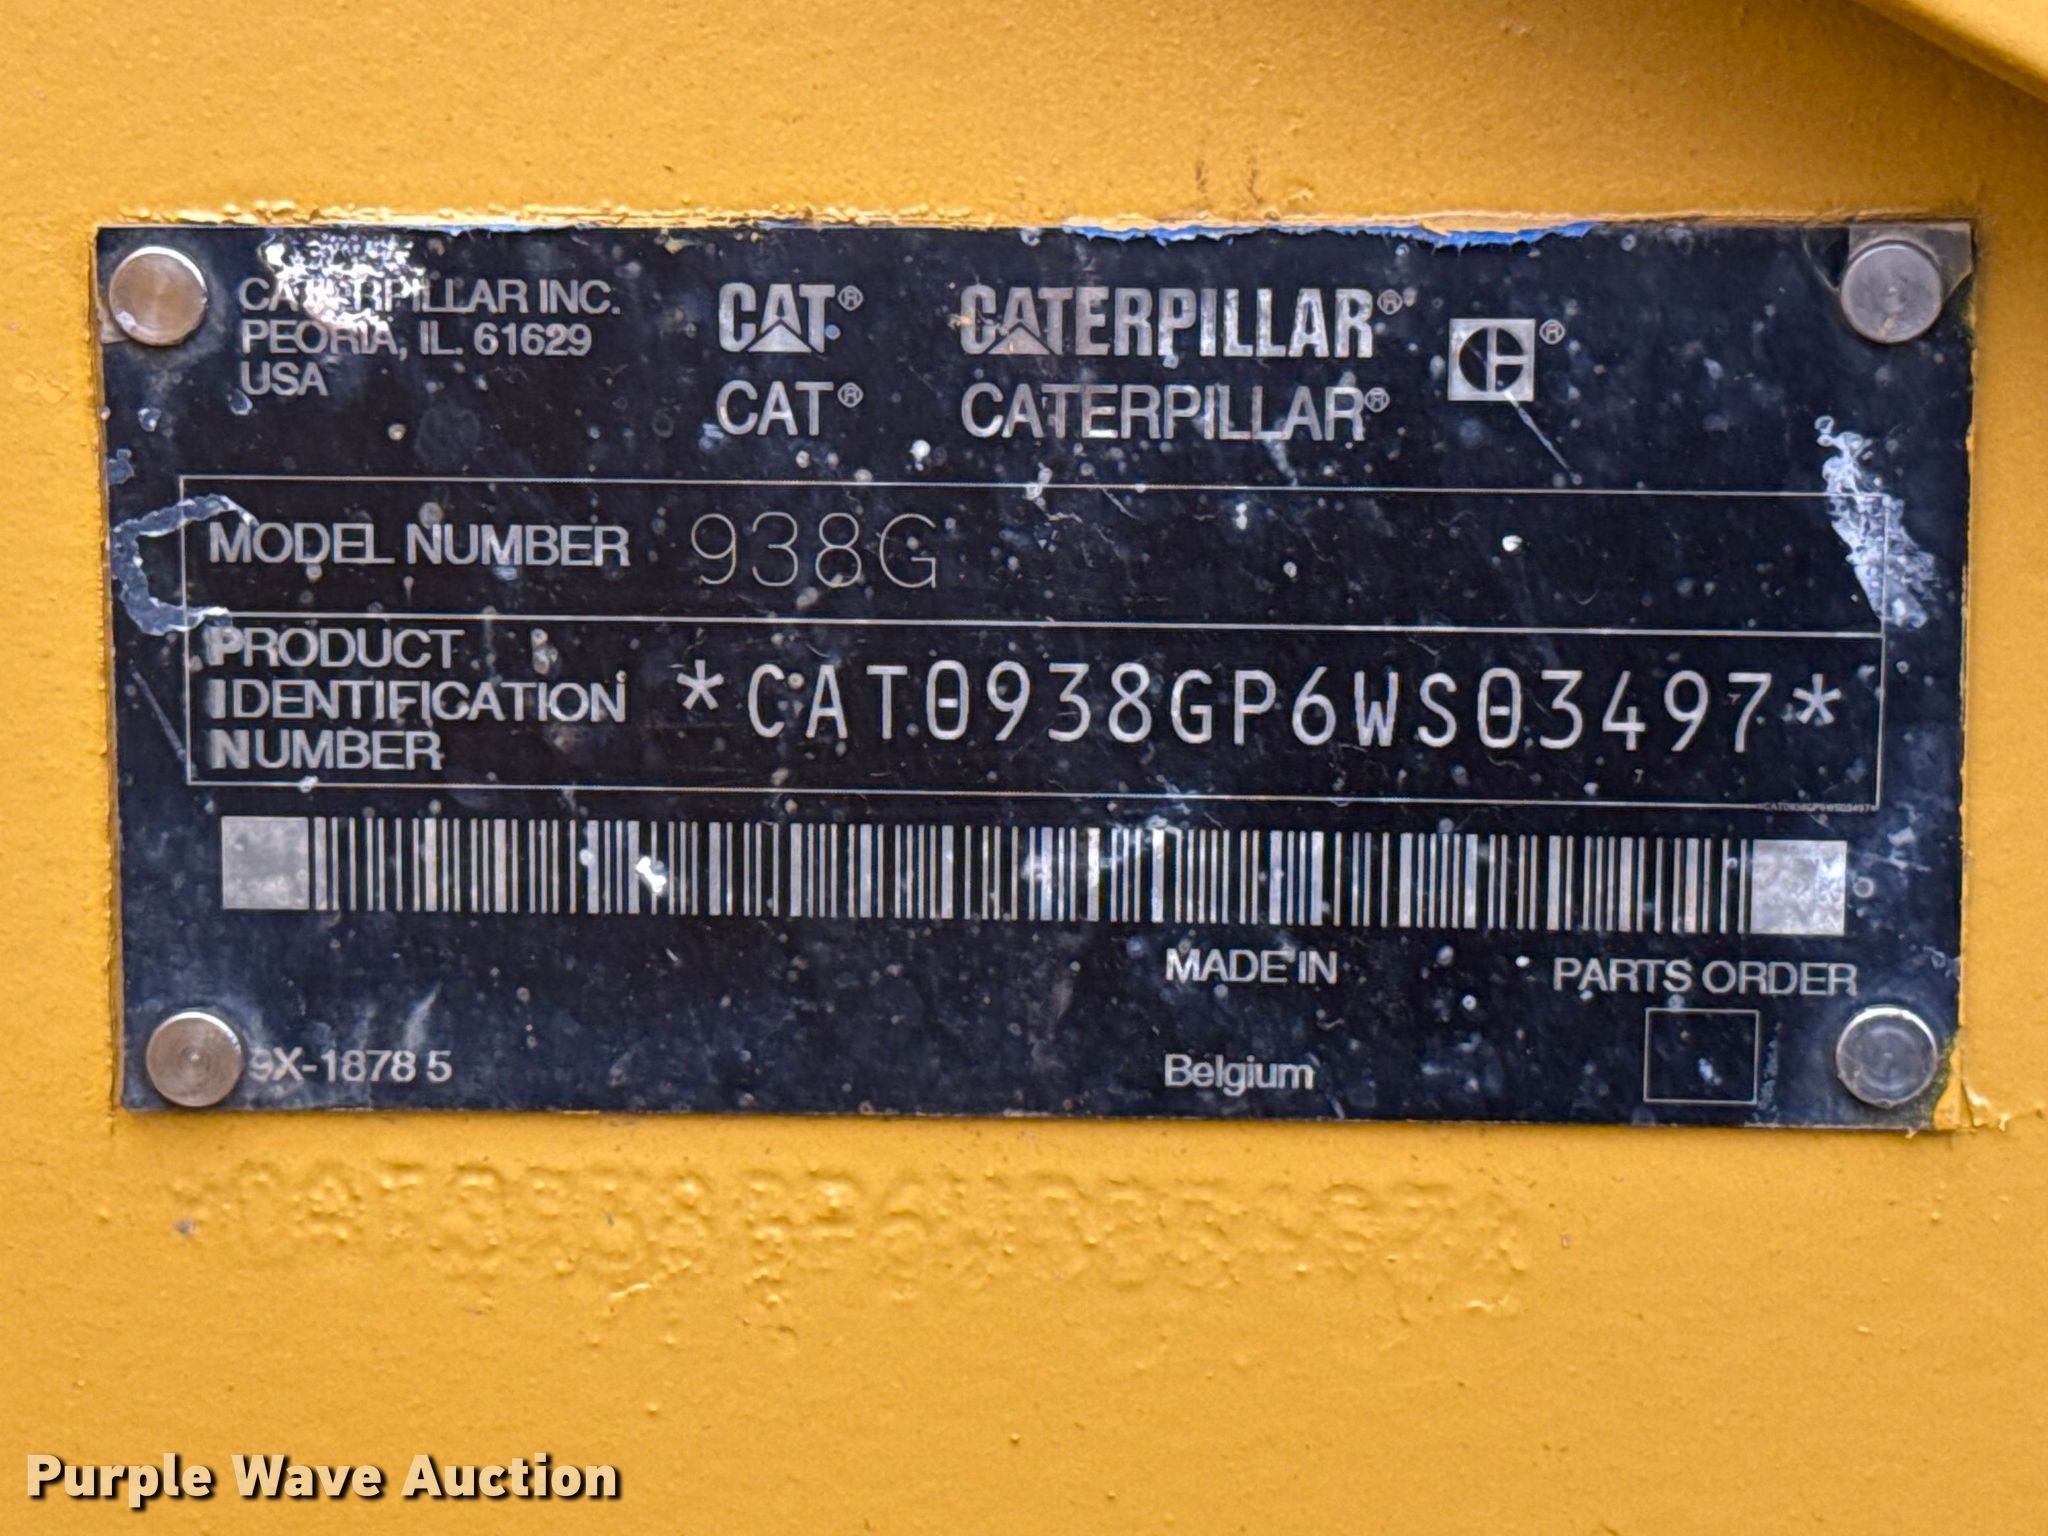 CATERPILLAR INC.
PEORIA, IL. 61629
USA
CAT® CATERPILLAR® ®
CAT® CATERPILLAR®
MODEL NUMBER 938G
PRODUCT
IDENTIFICATION
NUMBER
*CAT0938GP6WS03497*
*CAT0938GP6WS03497*
MADE IN
PARTS ORDER
9X-1878 5
Belgium
Purple Wave Auction